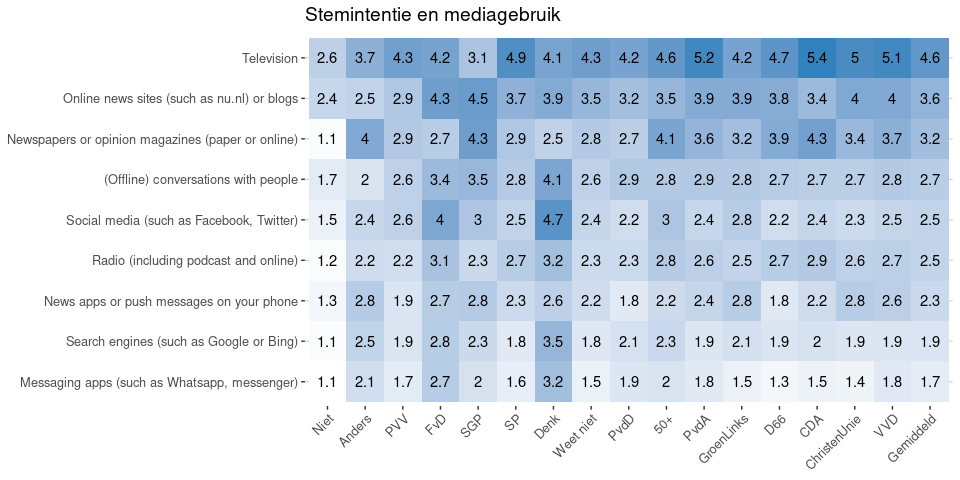 Stemintentie en mediagebruik
Television 2.6 3.7 4.3 4.2 3.1 4.9 4.1 4.3 4.2 4.6 5.2 4.2 4.7 5.4 5 5.1 4.6
Online news sites (such as nu.nl) or blogs 2.4 2.5 2.9 4.3 4.5 3.7 3.9 3.5 3.2 3.5 3.9 3.9 3.8 3.4 4 4 3.6
Newspapers or opinion magazines (paper or online) 1.1 4 2.9 2.7 4.3 2.9 2.5 2.8 2.7 4.1 3.6 3.2 3.9 4.3 3.4 3.7 3.2
(Offline) conversations with people 1.7 2 2.6 3.4 3.5 2.8 4.1 2.6 2.9 2.8 2.9 2.8 2.7 2.7 2.7 2.8 2.7
Social media (such as Facebook, Twitter) 1.5 2.4 2.6 4 3 2.5 4.7 2.4 2.2 3 2.4 2.8 2.2 2.4 2.3 2.5 2.5
Radio (including podcast and online) 1.2 2.2 2.2 3.1 2.3 2.7 3.2 2.3 2.3 2.8 2.6 2.5 2.7 2.9 2.6 2.7 2.5
News apps or push messages on your phone 1.3 2.8 1.9 2.7 2.8 2.3 2.6 2.2 1.8 2.2 2.4 2.8 1.8 2.2 2.8 2.6 2.3
Search engines (such as Google or Bing) 1.1 2.5 1.9 2.8 2.3 1.8 3.5 1.8 2.1 2.3 1.9 2.1 1.9 2 1.9 1.9 1.9
Messaging apps (such as Whatsapp, messenger) 1.1 2.1 1.7 2.7 2 1.6 3.2 1.5 1.9 2 1.8 1.5 1.3 1.5 1.4 1.8 1.7
Niet Anders PVV FvD SGP SP Denk Weet niet PvdD 50+ PvdA GroenLinks D66 CDA ChristenUnie VVD Gemiddeld